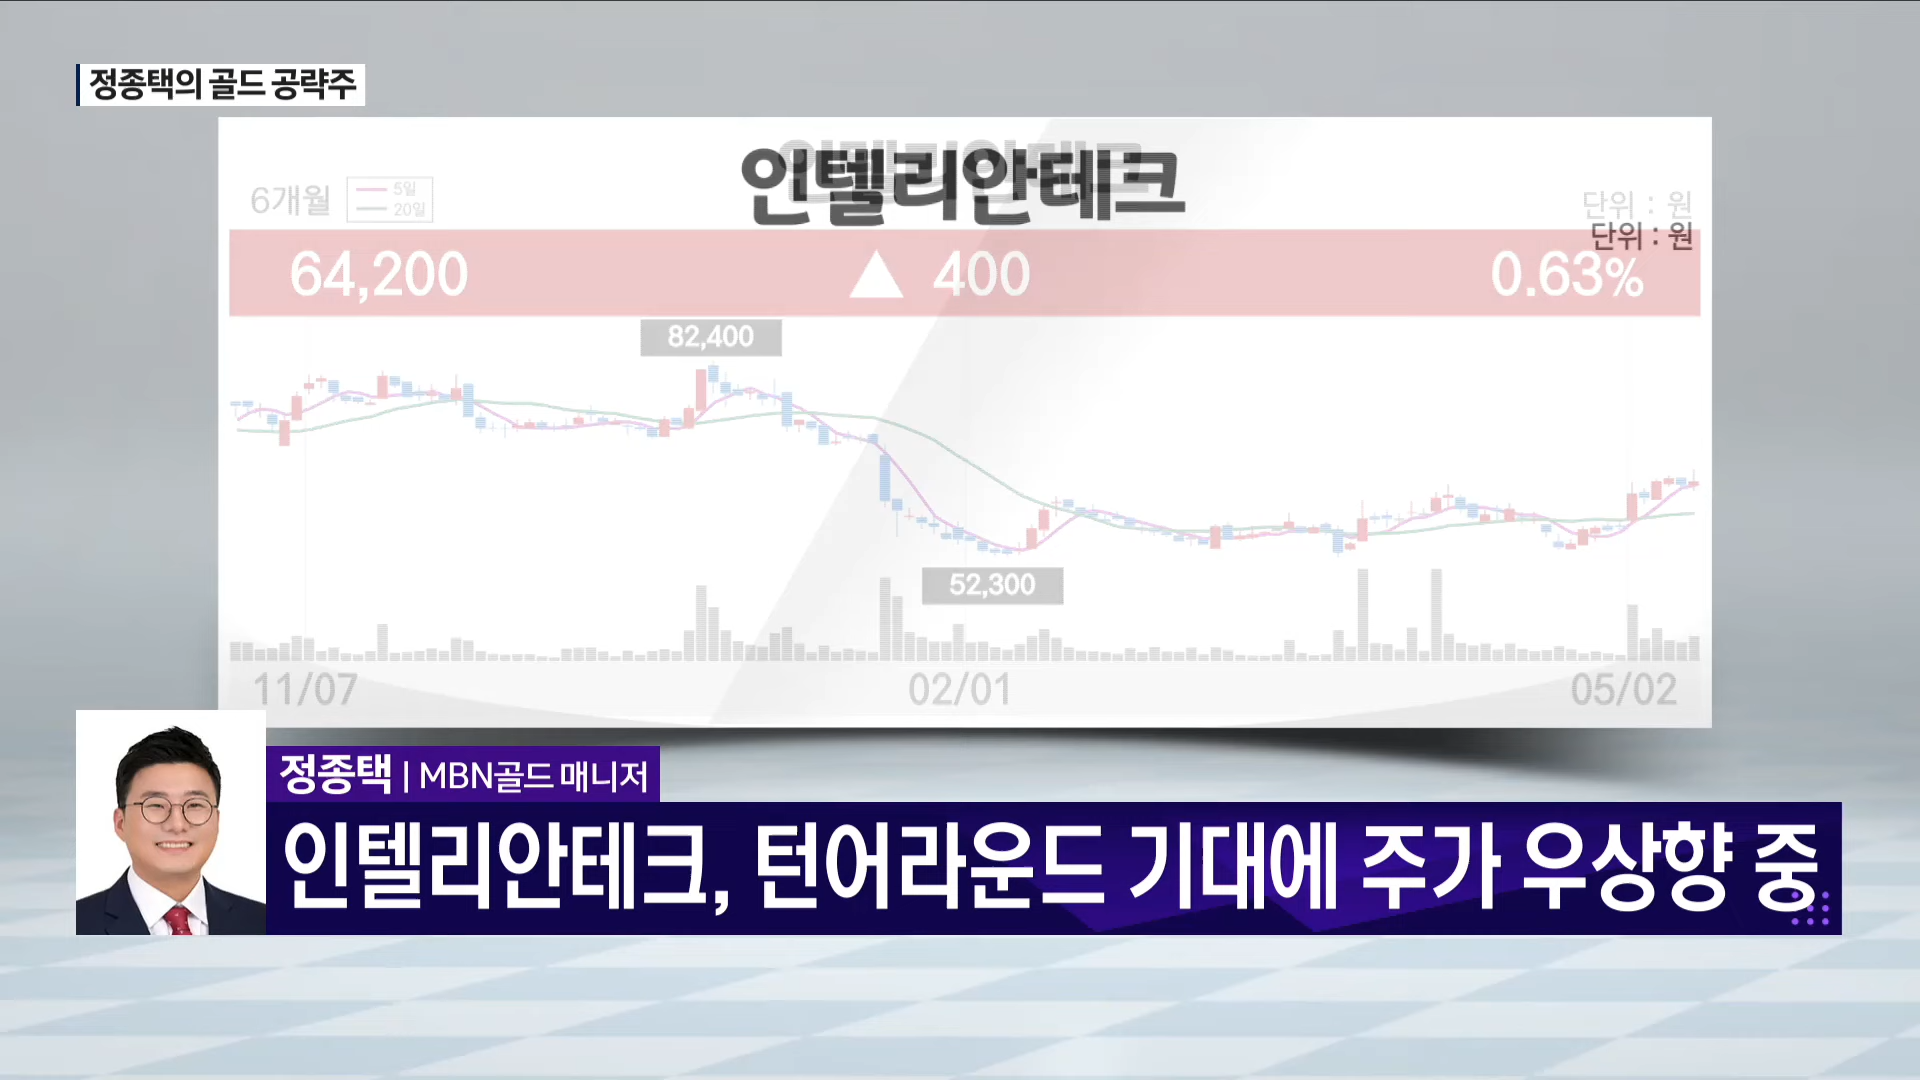 정종택의 골드 공략주
인텔리안테크
6개월
5일
20일
단위 : 원
단위 : 원
64,200 ▲ 400 0.63%
82,400
52,300
11/07 02/01 05/02
정종택 | MBN골드 매니저
인텔리안테크, 턴어라운드 기대에 주가 우상향 중